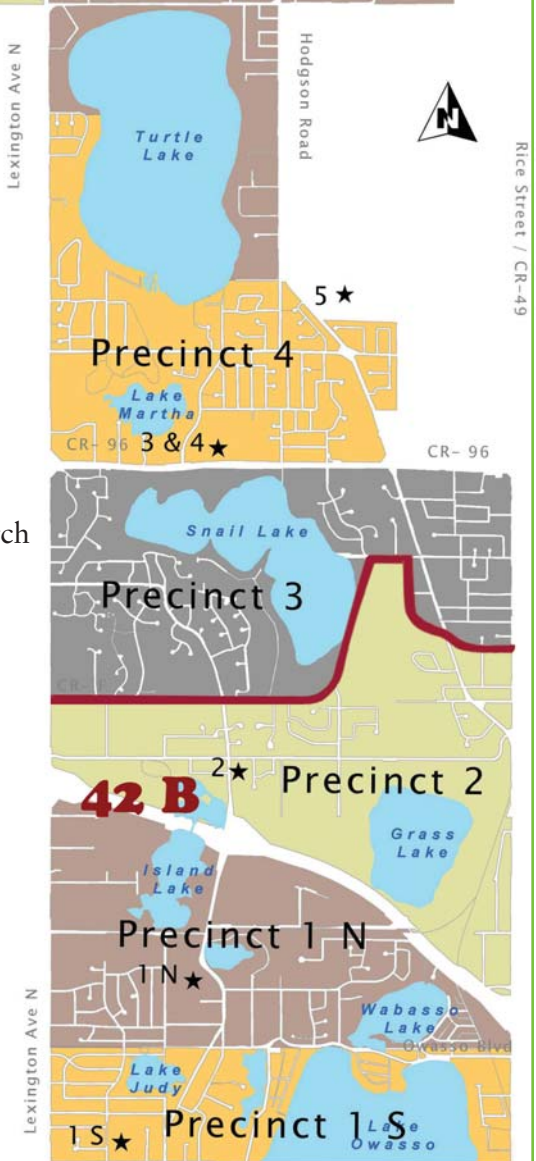 Lexington Ave N
Hodgson Road
Turtle
Lake
N
Rice Street / CR-49
5
Precinct 4
Lake
Martha
CR- 96
3 & 4
CR- 96
rch
Snail Lake
Precinct 3
CR- F
2
Precinct 2
42 B
Grass
Lake
Island
Lake
Precinct 1 N
1 N
Lexington Ave N
Wabasso
Lake
Owasso Blvd
Lake
Judy
Precinct 1 S
1 S
Lake
Owasso